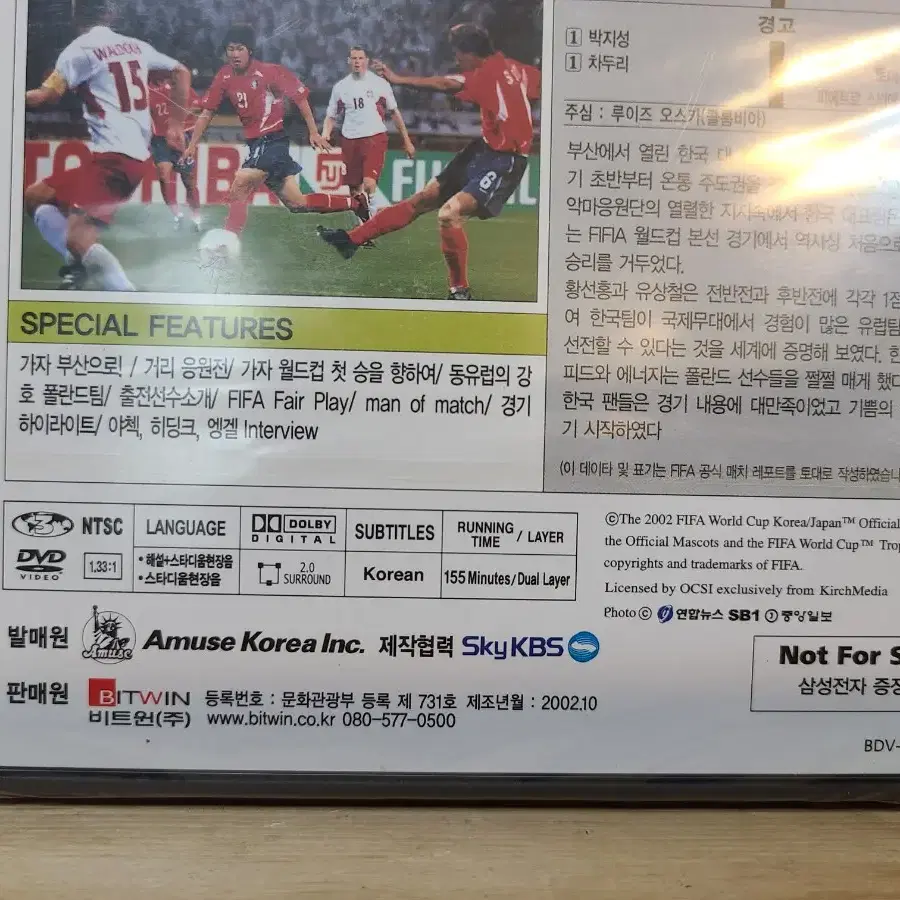 WALDOCH
15
22
21
18
6
TOSHIBA
FU
SPECIAL FEATURES
가자 부산으로! / 거리 응원전/ 가자 월드컵 첫 승을 향하여/ 동유럽의 강
호 폴란드팀/ 출전선수소개/ FIFA Fair Play/ man of match/ 경기
하이라이트/ 야첵, 히딩크, 엥겔 Interview
경고
1 박지성
1 차두리
주심 : 루이즈 오스카(콜롬비아)
부산에서 열린 한국 대
기 초반부터 온통 주도권을
악마응원단의 열렬한 지지속에서 한국 대표팀
는 FIFIA 월드컵 본선 경기에서 역사상 처음으로
승리를 거두었다.
황선홍과 유상철은 전반전과 후반전에 각각 1점
여 한국팀이 국제무대에서 경험이 많은 유럽팀
선전할 수 있다는 것을 세계에 증명해 보였다. 한
피드와 에너지는 폴란드 선수들을 쩔쩔 매게 했다
한국 팬들은 경기 내용에 대만족이었고 기쁨의
기 시작하였다
(이 데이타 및 표기는 FIFA 공식 매치 레포트를 토대로 작성하였습니
3 NTSC
DVD VIDEO 1.33:1
LANGUAGE
• 해설+스타디움현장음
• 스타디움현장음
DOLBY DIGITAL
2.0 SURROUND
SUBTITLES
Korean
RUNNING TIME / LAYER
155 Minutes/Dual Layer
©The 2002 FIFA World Cup Korea/Japan™ Official
the Official Mascots and the FIFA World Cup™ Trop
copyrights and trademarks of FIFA.
Licensed by OCSI exclusively from KirchMedia
Photo ⓒ 연합뉴스 SB1 중앙일보
발매원 Amuse Amuse Korea Inc. 제작협력 SkyKBS
판매원 BITWIN 비트윈(주)
등록번호 : 문화관광부 등록 제 731호 제조년월 : 2002.10
www.bitwin.co.kr 080-577-0500
Not For S
삼성전자 증정
BDV-